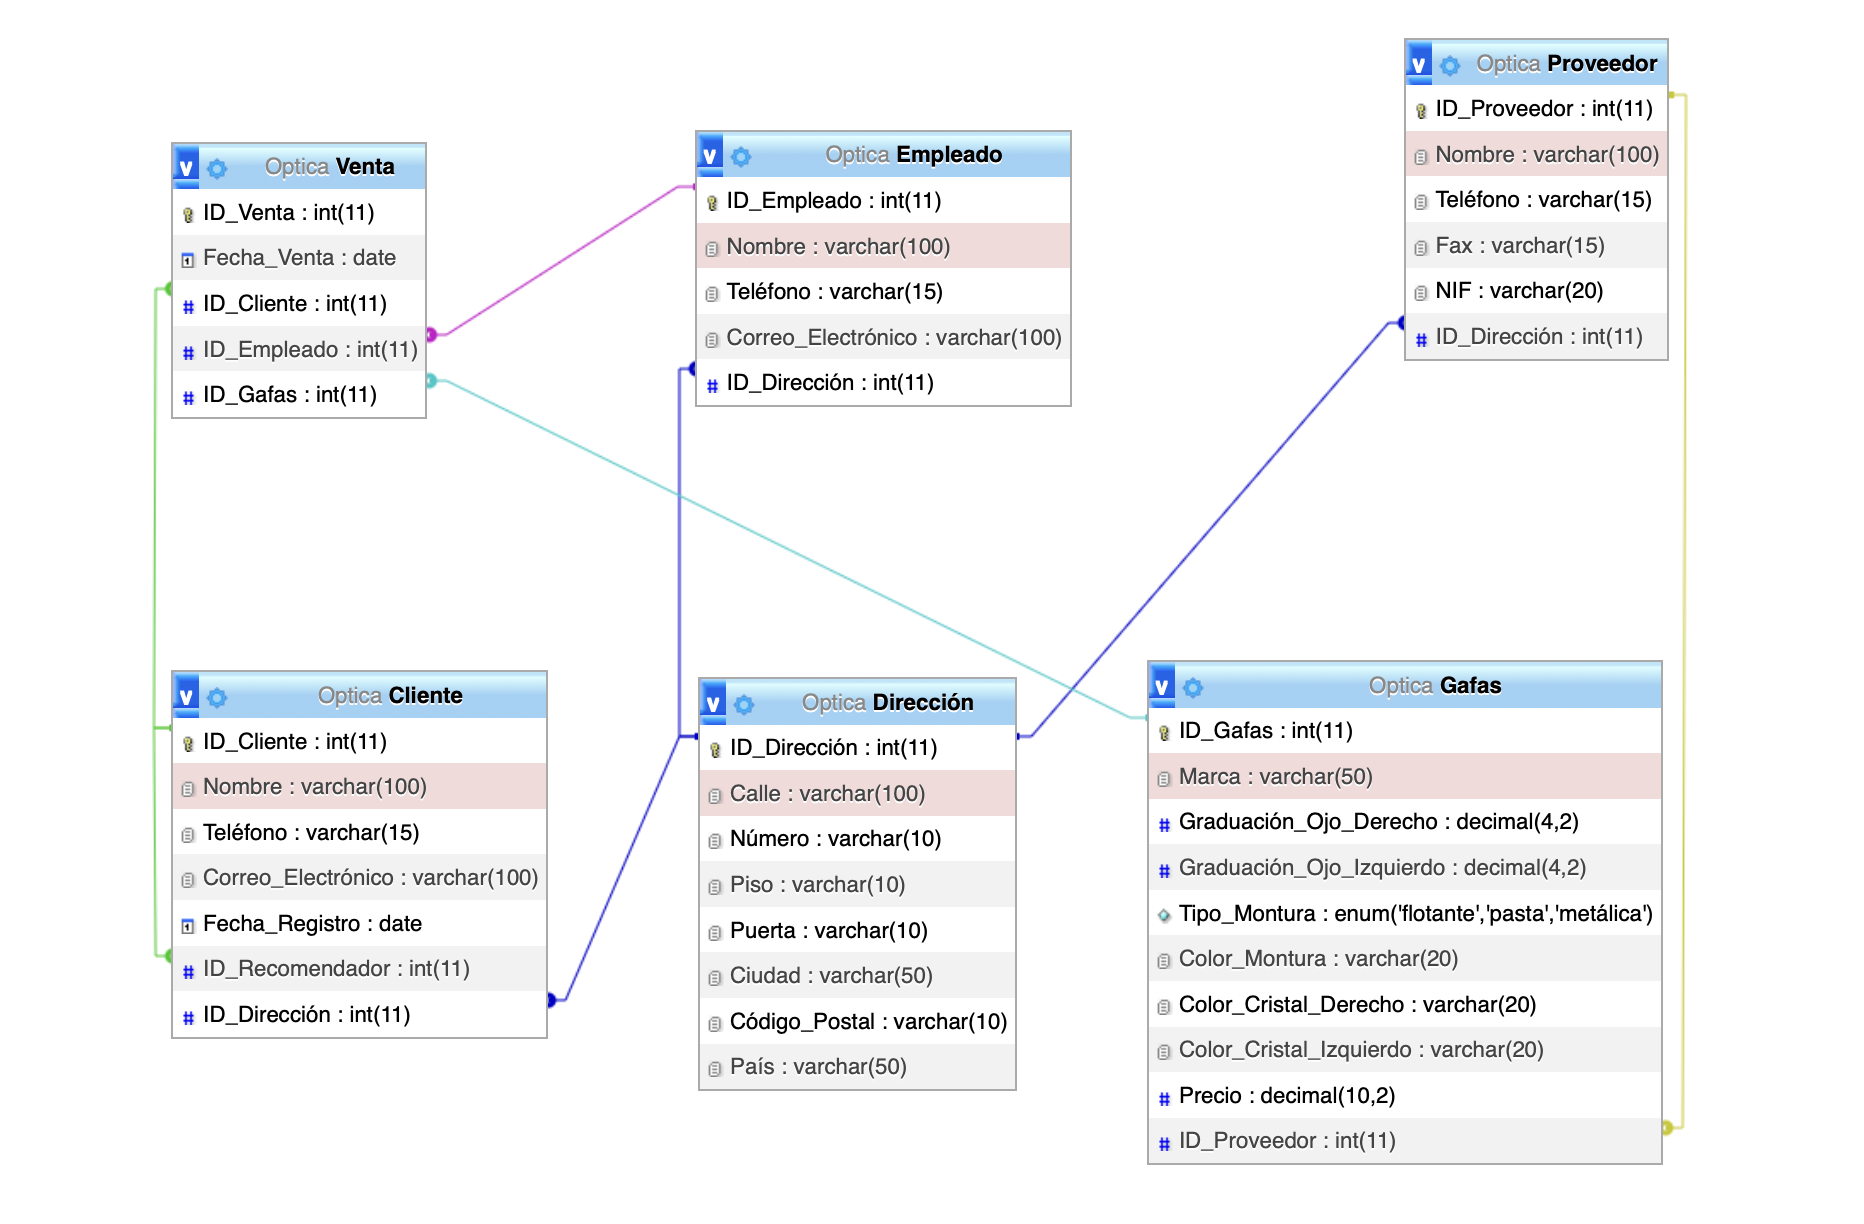 Optica Venta
ID_Venta : int(11)
Fecha_Venta : date
ID_Cliente : int(11)
ID_Empleado : int(11)
ID_Gafas : int(11)
Optica Empleado
ID_Empleado : int(11)
Nombre : varchar(100)
Teléfono : varchar(15)
Correo_Electrónico : varchar(100)
ID_Dirección : int(11)
Optica Proveedor
ID_Proveedor : int(11)
Nombre : varchar(100)
Teléfono : varchar(15)
Fax : varchar(15)
NIF : varchar(20)
ID_Dirección : int(11)
Optica Cliente
ID_Cliente : int(11)
Nombre : varchar(100)
Teléfono : varchar(15)
Correo_Electrónico : varchar(100)
Fecha_Registro : date
ID_Recomendador : int(11)
ID_Dirección : int(11)
Optica Dirección
ID_Dirección : int(11)
Calle : varchar(100)
Número : varchar(10)
Piso : varchar(10)
Puerta : varchar(10)
Ciudad : varchar(50)
Código_Postal : varchar(10)
País : varchar(50)
Optica Gafas
ID_Gafas : int(11)
Marca : varchar(50)
Graduación_Ojo_Derecho : decimal(4,2)
Graduación_Ojo_Izquierdo : decimal(4,2)
Tipo_Montura : enum('flotante','pasta','metálica')
Color_Montura : varchar(20)
Color_Cristal_Derecho : varchar(20)
Color_Cristal_Izquierdo : varchar(20)
Precio : decimal(10,2)
ID_Proveedor : int(11)